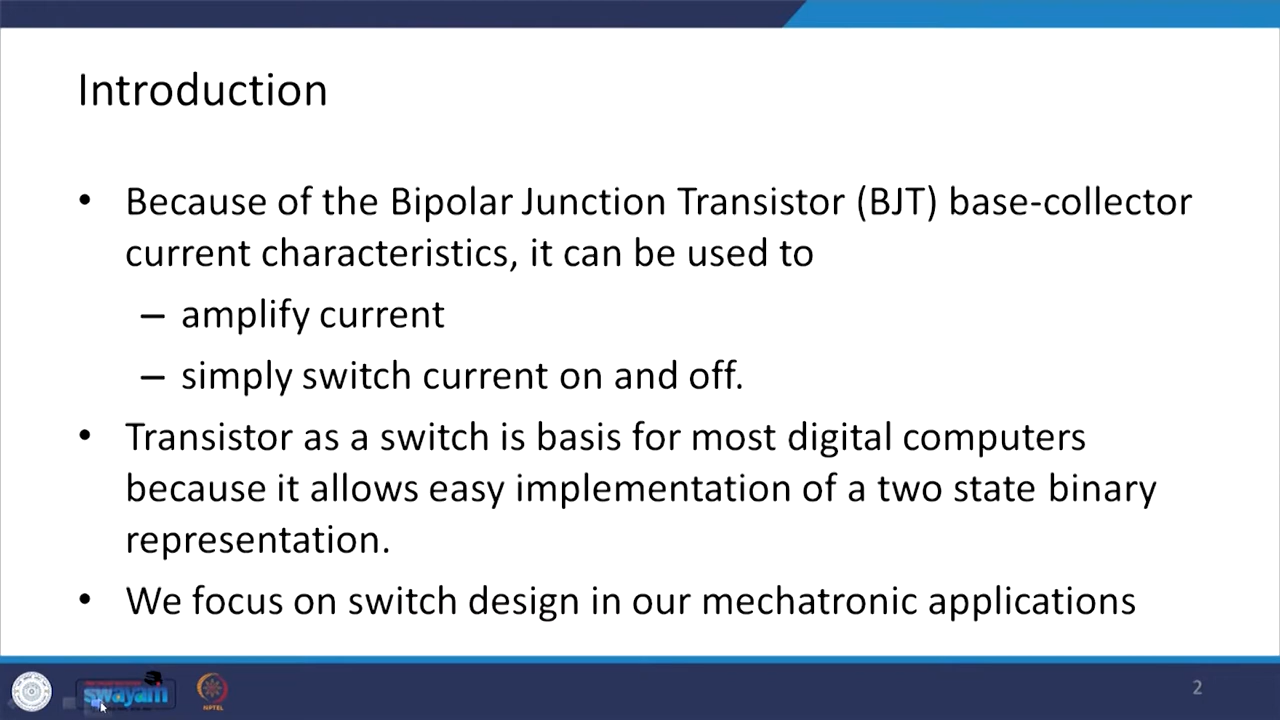 Introduction
• Because of the Bipolar Junction Transistor (BJT) base-collector
current characteristics, it can be used to
– amplify current
– simply switch current on and off.
• Transistor as a switch is basis for most digital computers
because it allows easy implementation of a two state binary
representation.
• We focus on switch design in our mechatronic applications
swayam
NPTEL
2